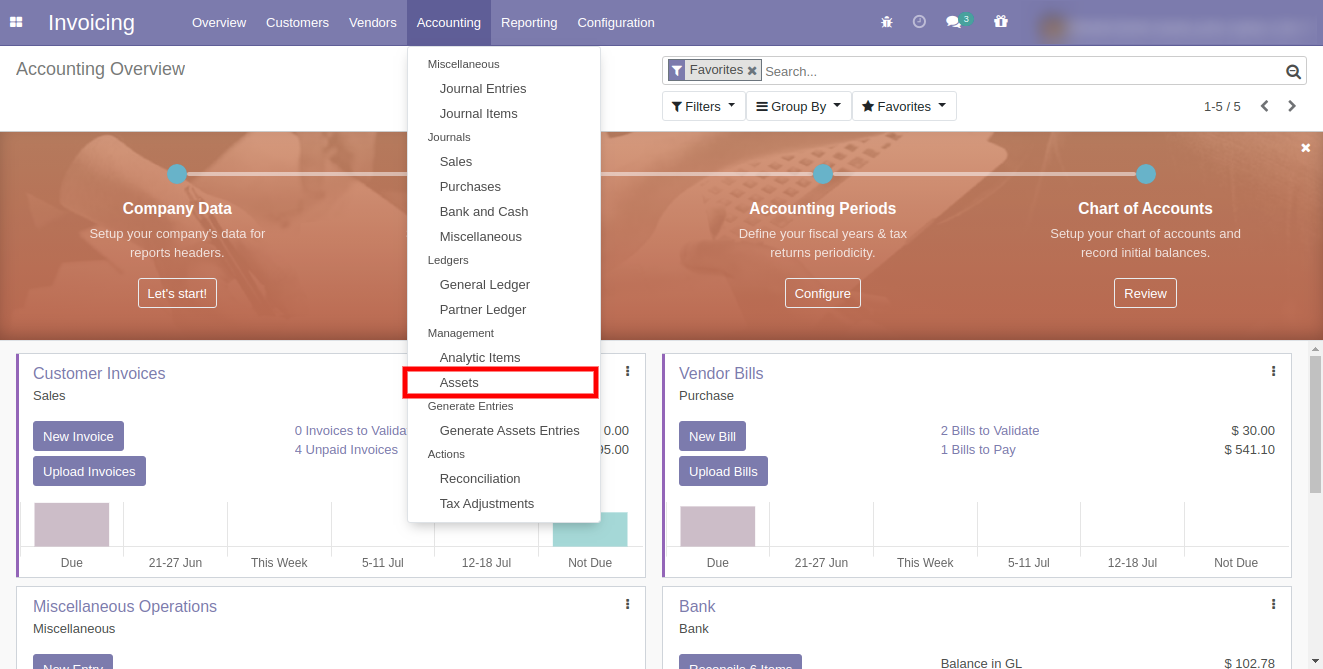 Invoicing
Overview
Customers
Vendors
Accounting
Reporting
Configuration
3
Accounting Overview
Favorites
Search...
Filters
Group By
Favorites
1-5 / 5
Miscellaneous
Journal Entries
Journal Items
Journals
Sales
Purchases
Bank and Cash
Miscellaneous
Ledgers
General Ledger
Partner Ledger
Management
Analytic Items
Assets
Generate Entries
Generate Assets Entries
Actions
Reconciliation
Tax Adjustments
Company Data
Setup your company's data for
reports headers.
Let's start!
Accounting Periods
Define your fiscal years & tax
returns periodicity.
Configure
Chart of Accounts
Setup your chart of accounts and
record initial balances.
Review
Customer Invoices
Sales
New Invoice
Upload Invoices
0 Invoices to Valida
0.00
4 Unpaid Invoices
95.00
Due
21-27 Jun
This Week
5-11 Jul
12-18 Jul
Not Due
Vendor Bills
Purchase
New Bill
Upload Bills
2 Bills to Validate
$ 30.00
1 Bills to Pay
$ 541.10
Due
21-27 Jun
This Week
5-11 Jul
12-18 Jul
Not Due
Miscellaneous Operations
Miscellaneous
New Entry
Bank
Bank
Reconcile 6 Items
Balance in GL
$ 102.78